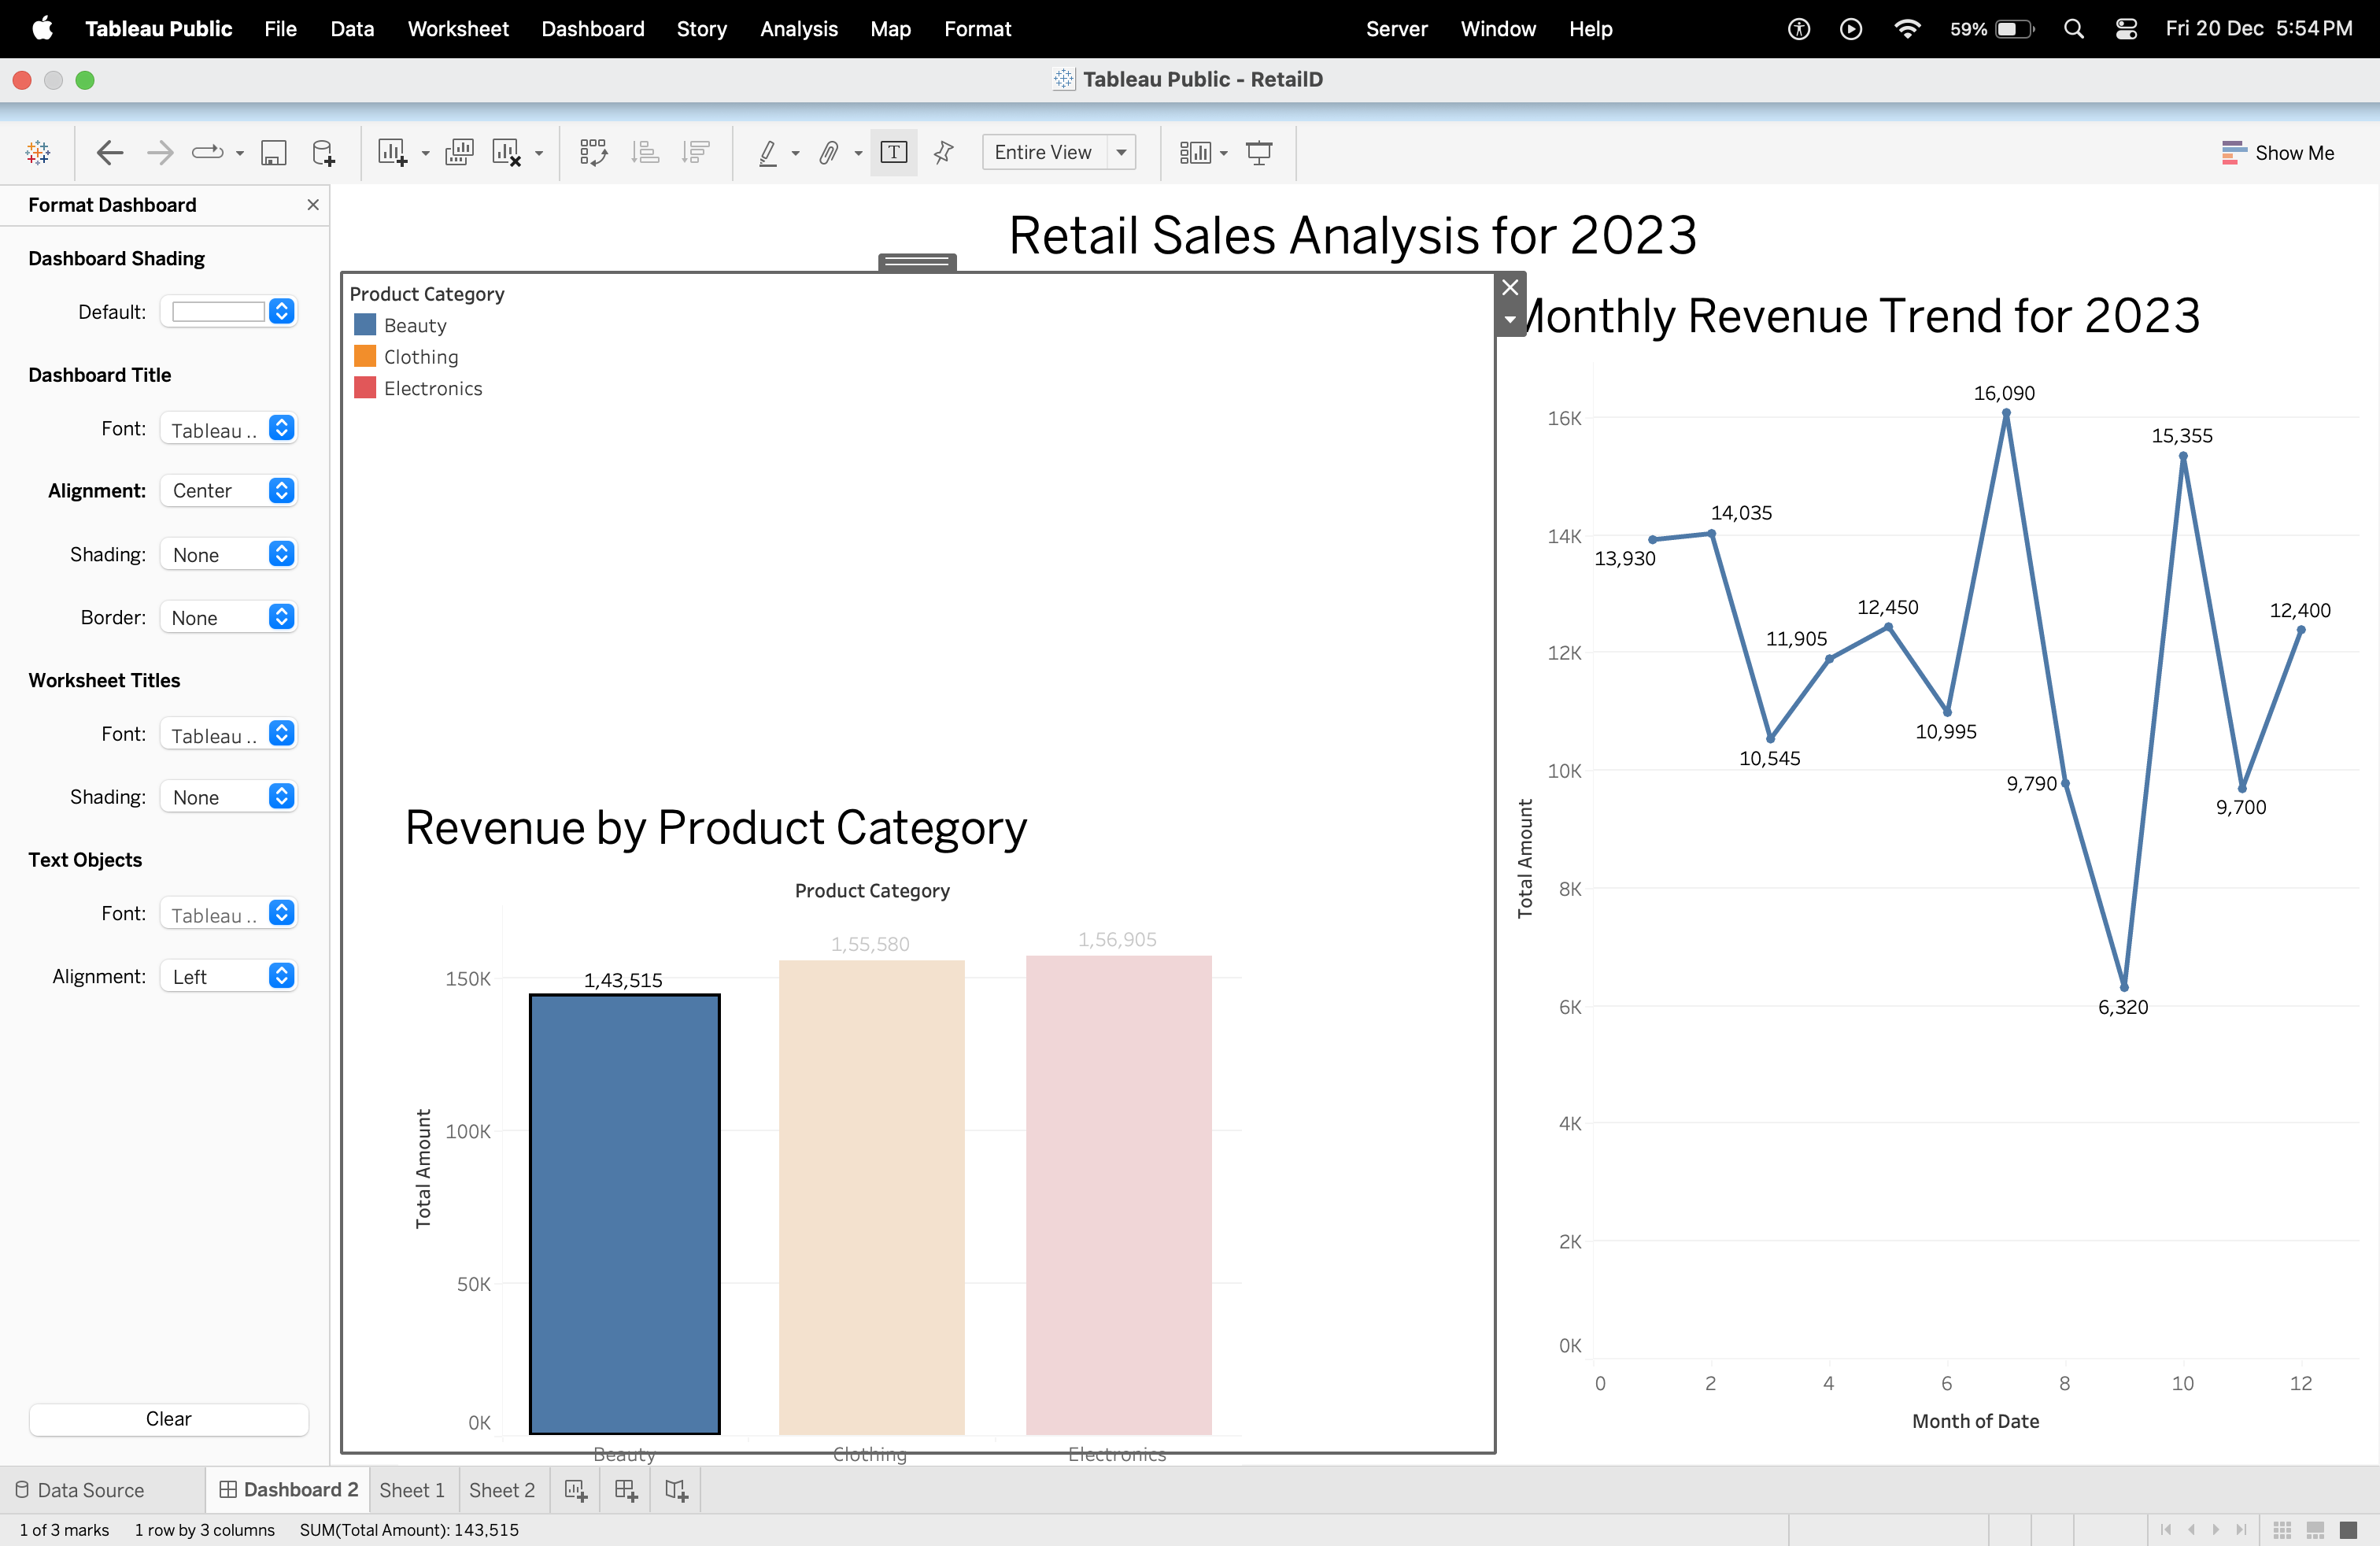 Tableau Public File Data Worksheet Dashboard Story Analysis Map Format Server Window Help 59% Fri 20 Dec 5:54 PM
Tableau Public - RetailD
T Entire View Show Me
Format Dashboard
Dashboard Shading
Default:
Dashboard Title
Font: Tableau ..
Alignment: Center
Shading: None
Border: None
Worksheet Titles
Font: Tableau ..
Shading: None
Text Objects
Font: Tableau ..
Alignment: Left
Clear
Retail Sales Analysis for 2023
Product Category
Beauty
Clothing
Electronics
Revenue by Product Category
Product Category
Total Amount
150K
100K
50K
0K
1,43,515
1,55,580
1,56,905
Beauty Clothing Electronics
Monthly Revenue Trend for 2023
Total Amount
16K
14K
12K
10K
8K
6K
4K
2K
0K
13,930
14,035
10,545
11,905
12,450
10,995
16,090
9,790
6,320
15,355
9,700
12,400
0 2 4 6 8 10 12
Month of Date
Data Source Dashboard 2 Sheet 1 Sheet 2
1 of 3 marks 1 row by 3 columns SUM(Total Amount): 143,515